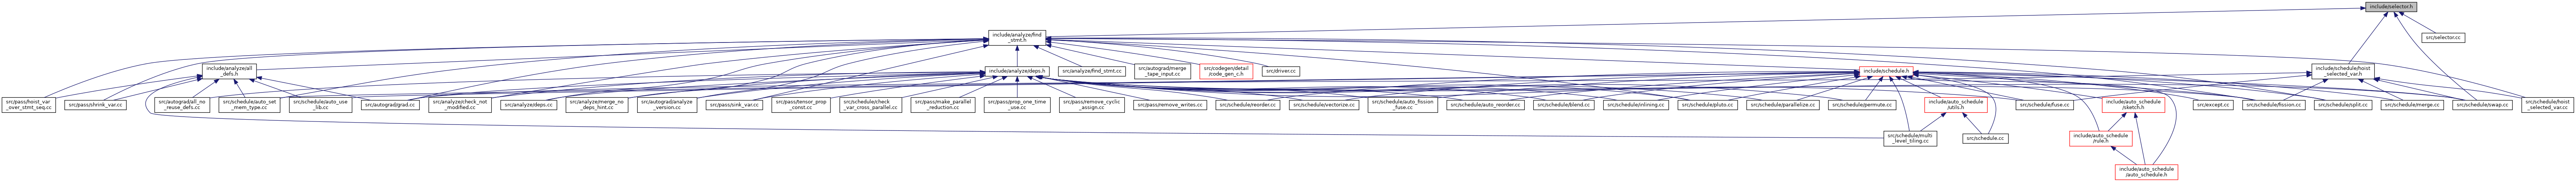 include/selector.h
include/analyze/find
_stmt.h
src/selector.cc
include/analyze/all
_defs.h
include/analyze/deps.h
src/analyze/find_stmt.cc
src/autograd/merge
_tape_input.cc
src/codegen/detail
/code_gen_c.h
src/driver.cc
include/schedule.h
include/schedule/hoist
_selected_var.h
src/pass/hoist_var
_over_stmt_seq.cc
src/pass/shrink_var.cc
src/autograd/all_no
_reuse_defs.cc
src/schedule/auto_set
_mem_type.cc
src/schedule/auto_use
_lib.cc
src/autograd/grad.cc
src/analyze/check_not
_modified.cc
src/analyze/deps.cc
src/analyze/merge_no
_deps_hint.cc
src/autograd/analyze
_version.cc
src/pass/sink_var.cc
src/pass/tensor_prop
_const.cc
src/schedule/check
_var_cross_parallel.cc
src/pass/make_parallel
_reduction.cc
src/pass/prop_one_time
_use.cc
src/pass/remove_cyclic
_assign.cc
src/pass/remove_writes.cc
src/schedule/reorder.cc
src/schedule/vectorize.cc
src/schedule/auto_fission
_fuse.cc
src/schedule/auto_reorder.cc
src/schedule/blend.cc
src/schedule/inlining.cc
src/schedule/pluto.cc
src/schedule/parallelize.cc
src/schedule/permute.cc
include/auto_schedule
/utils.h
src/schedule/fuse.cc
include/auto_schedule
/sketch.h
src/except.cc
src/schedule/fission.cc
src/schedule/split.cc
src/schedule/merge.cc
src/schedule/swap.cc
src/schedule/hoist
_selected_var.cc
src/schedule/multi
_level_tiling.cc
src/schedule.cc
include/auto_schedule
/rule.h
include/auto_schedule
/auto_schedule.h